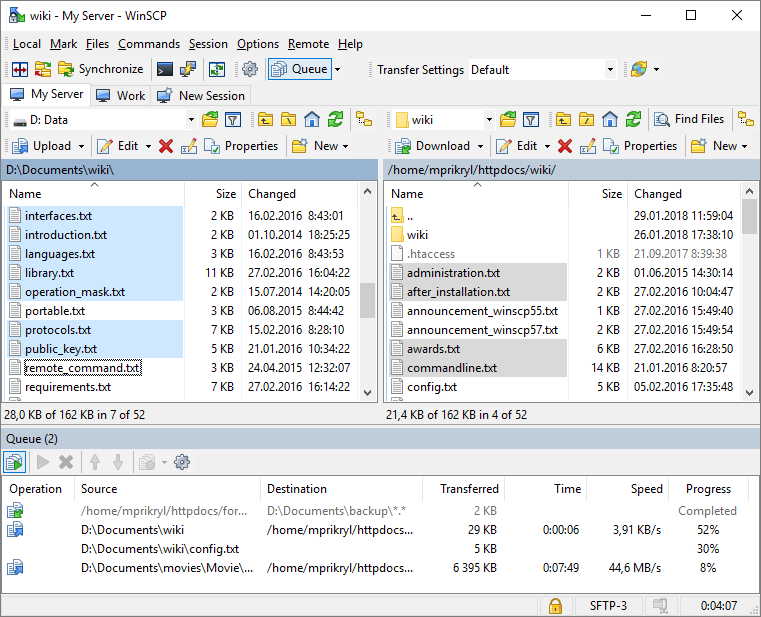 wiki - My Server - WinSCP
Local Mark Files Commands Session Options Remote Help
Synchronize Queue Transfer Settings Default
My Server Work New Session
D: Data wiki Find Files
Upload Edit Properties New Download Edit Properties New
D:\Documents\wiki\ /home/mprikryl/httpdocs/wiki/
Name Size Changed Name Size Changed
interfaces.txt 2 KB 16.02.2016 8:43:01 .. 29.01.2018 11:59:04
introduction.txt 2 KB 01.10.2014 18:25:25 wiki 26.01.2018 17:38:10
languages.txt 3 KB 16.02.2016 8:43:53 .htaccess 1 KB 21.09.2017 8:39:38
library.txt 11 KB 27.02.2016 16:04:22 administration.txt 2 KB 01.06.2015 14:30:14
operation_mask.txt 2 KB 15.07.2014 14:20:05 after_installation.txt 2 KB 27.02.2016 10:04:47
portable.txt 3 KB 06.08.2015 8:44:42 announcement_winscp55.txt 1 KB 27.02.2016 15:49:40
protocols.txt 7 KB 15.02.2016 8:28:10 announcement_winscp57.txt 2 KB 27.02.2016 15:49:54
public_key.txt 5 KB 21.01.2016 10:34:22 awards.txt 6 KB 27.02.2016 16:28:50
remote_command.txt 3 KB 24.04.2015 12:32:07 commandline.txt 14 KB 21.01.2016 8:20:57
requirements.txt 7 KB 27.02.2016 16:14:22 config.txt 5 KB 05.02.2016 17:35:48
28,0 KB of 162 KB in 7 of 52 21,4 KB of 162 KB in 4 of 52
Queue (2)
Operation Source Destination Transferred Time Speed Progress
/home/mprikryl/httpdocs/for... D:\Documents\backup\*.* 2 KB Completed
D:\Documents\wiki /home/mprikryl/httpdocs... 29 KB 0:00:06 3,91 KB/s 52%
D:\Documents\wiki\config.txt 5 KB 30%
D:\Documents\movies\Movie\... /home/mprikryl/httpdocs... 6 395 KB 0:07:49 44,6 MB/s 8%
SFTP-3 0:04:07